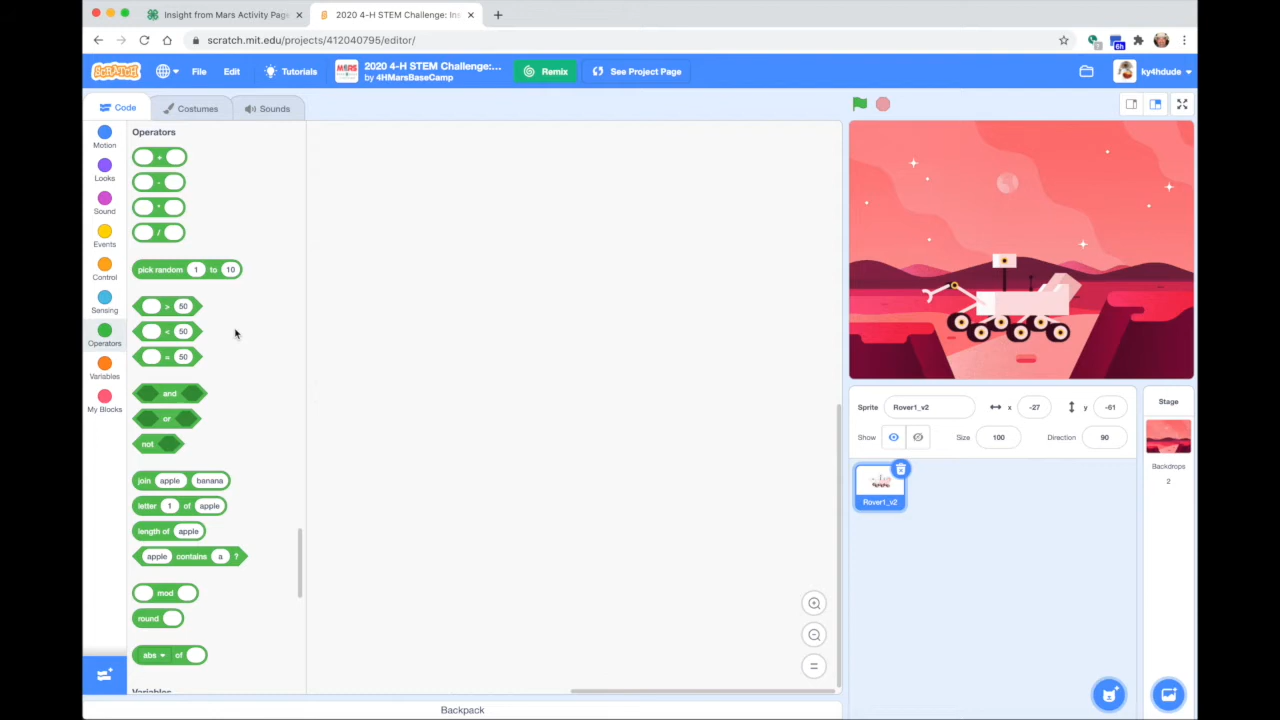 Insight from Mars Activity Page
2020 4-H STEM Challenge: Ins
scratch.mit.edu/projects/412040795/editor/
6h
SCRATCH
File
Edit
Tutorials
MARS
2020 4-H STEM Challenge:...
by 4HMarsBaseCamp
Remix
See Project Page
ky4hdude
Code
Costumes
Sounds
Motion
Looks
Sound
Events
Control
Sensing
Operators
Variables
My Blocks
Operators
+
-
*
/
pick random 1 to 10
> 50
< 50
= 50
and
or
not
join apple banana
letter 1 of apple
length of apple
apple contains a ?
mod
round
abs of
Variables
Sprite
Rover1_v2
x
-27
y
-61
Show
Size
100
Direction
90
Rover1_v2
Stage
Backdrops
2
Backpack